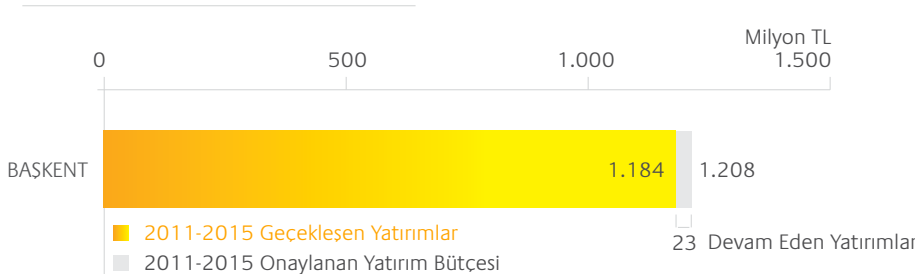 Milyon TL
0 500 1.000 1.500
BAŞKENT 1.184 1.208
2011-2015 Geçekleşen Yatırımlar
23 Devam Eden Yatırımlar
2011-2015 Onaylanan Yatırım Bütçesi